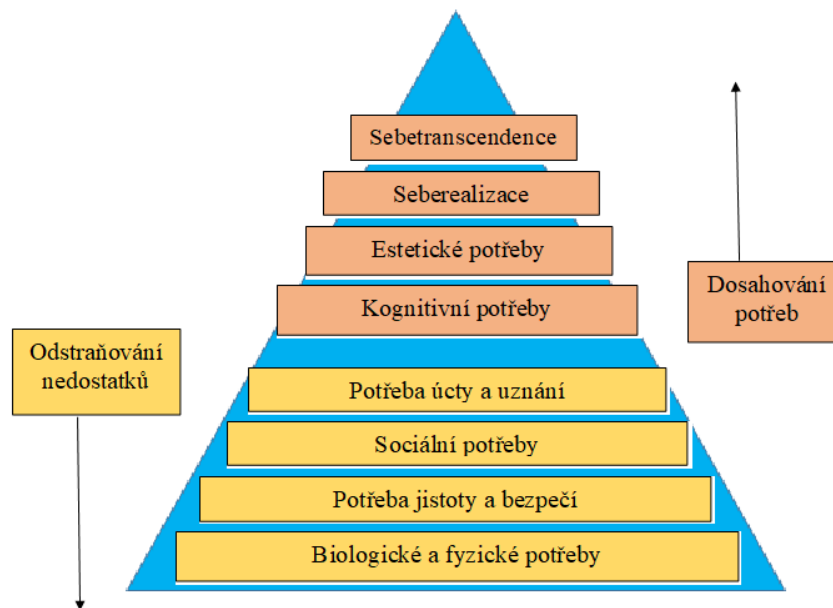 Sebetranscendence
Seberealizace
Estetické potřeby
Kognitivní potřeby
Dosahování
potřeb
Odstraňování
nedostatků
Potřeba úcty a uznání
Sociální potřeby
Potřeba jistoty a bezpečí
Biologické a fyzické potřeby